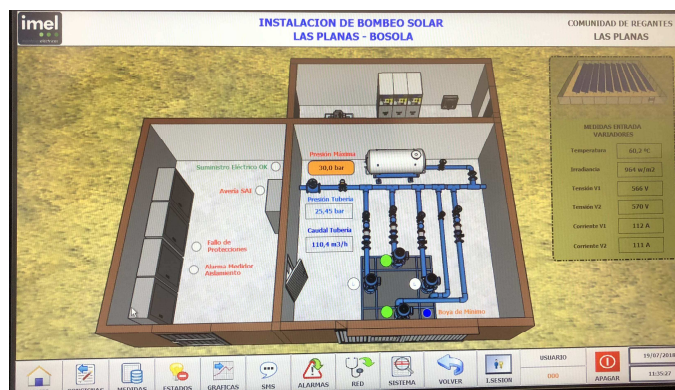 imel
INSTALACION DE BOMBEO SOLAR
LAS PLANAS - BOSOLA
COMUNIDAD DE REGANTES
LAS PLANAS
Suministro Eléctrico OK
Avería SAI
Fallo de
Protecciones
Alarma Medidor
Aislamiento
Presión Máxima
30,0 bar
Presión Tubería
25,45 bar
Caudal Tubería
110,4 m3/h
Boya de Mínimo
MEDIDAS ENTRADA
VARIADORES
Temperatura 60,2 ºC
Irradiancia 964 w/m2
Tensión V1 566 V
Tensión V2 570 V
Corriente V1 112 A
Corriente V2 111 A
MEDIDAS
ESTADOS
GRAFICAS
SMS
ALARMAS
RED
SISTEMA
VOLVER
I.SESION
USUARIO
000
APAGAR
19/07/2018
11:35:27